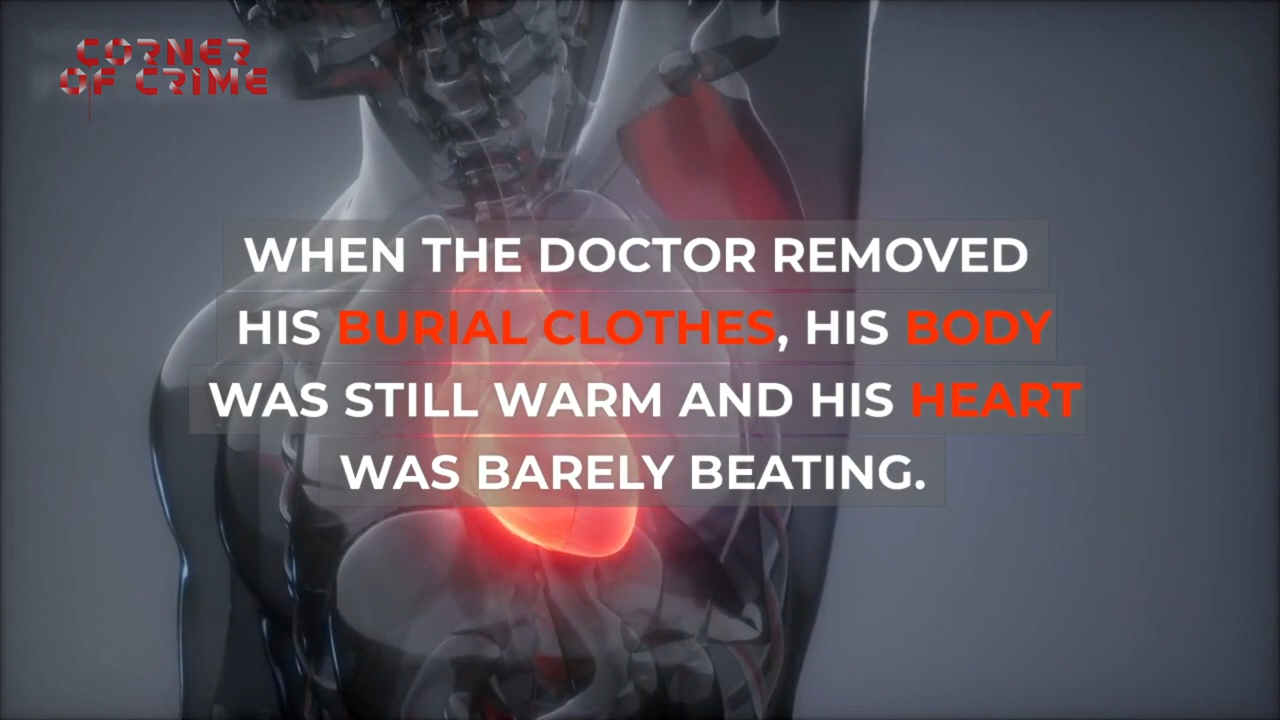 CORNER
OF CRIME
WHEN THE DOCTOR REMOVED
HIS BURIAL CLOTHES, HIS BODY
WAS STILL WARM AND HIS HEART
WAS BARELY BEATING.